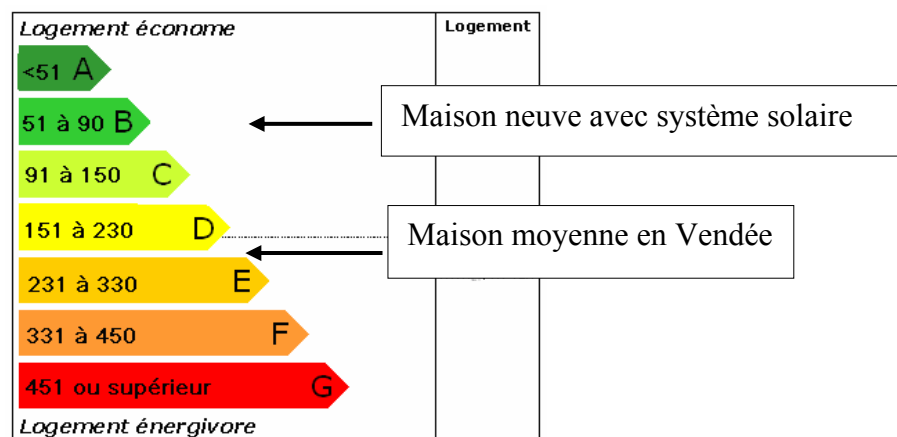 Logement économe
Logement
<51 A
51 à 90 B
Maison neuve avec système solaire
91 à 150 C
151 à 230 D
Maison moyenne en Vendée
231 à 330 E
331 à 450 F
451 ou supérieur G
Logement énergivore